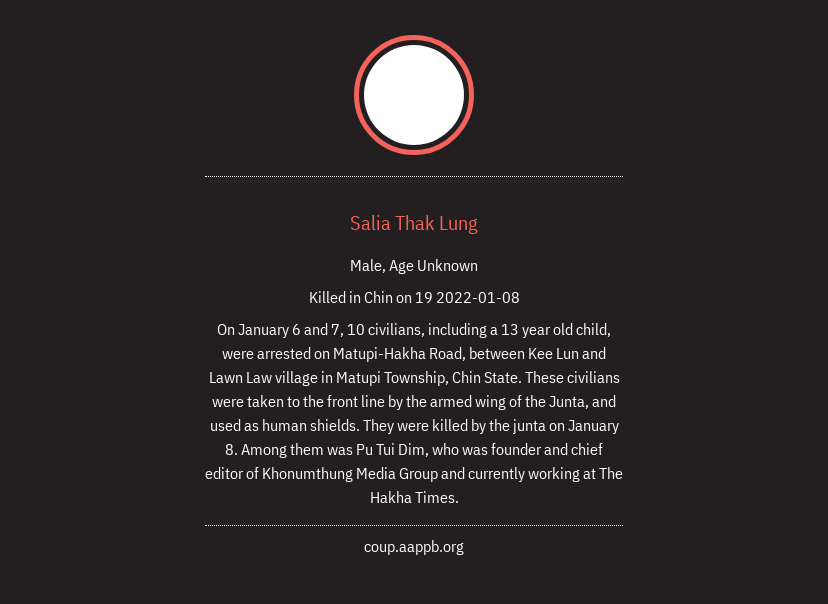 Salia Thak Lung
Male, Age Unknown
Killed in Chin on 19 2022-01-08
On January 6 and 7, 10 civilians, including a 13 year old child,
were arrested on Matupi-Hakha Road, between Kee Lun and
Lawn Law village in Matupi Township, Chin State. These civilians
were taken to the front line by the armed wing of the Junta, and
used as human shields. They were killed by the junta on January
8. Among them was Pu Tui Dim, who was founder and chief
editor of Khonumthung Media Group and currently working at The
Hakha Times.
coup.aappb.org